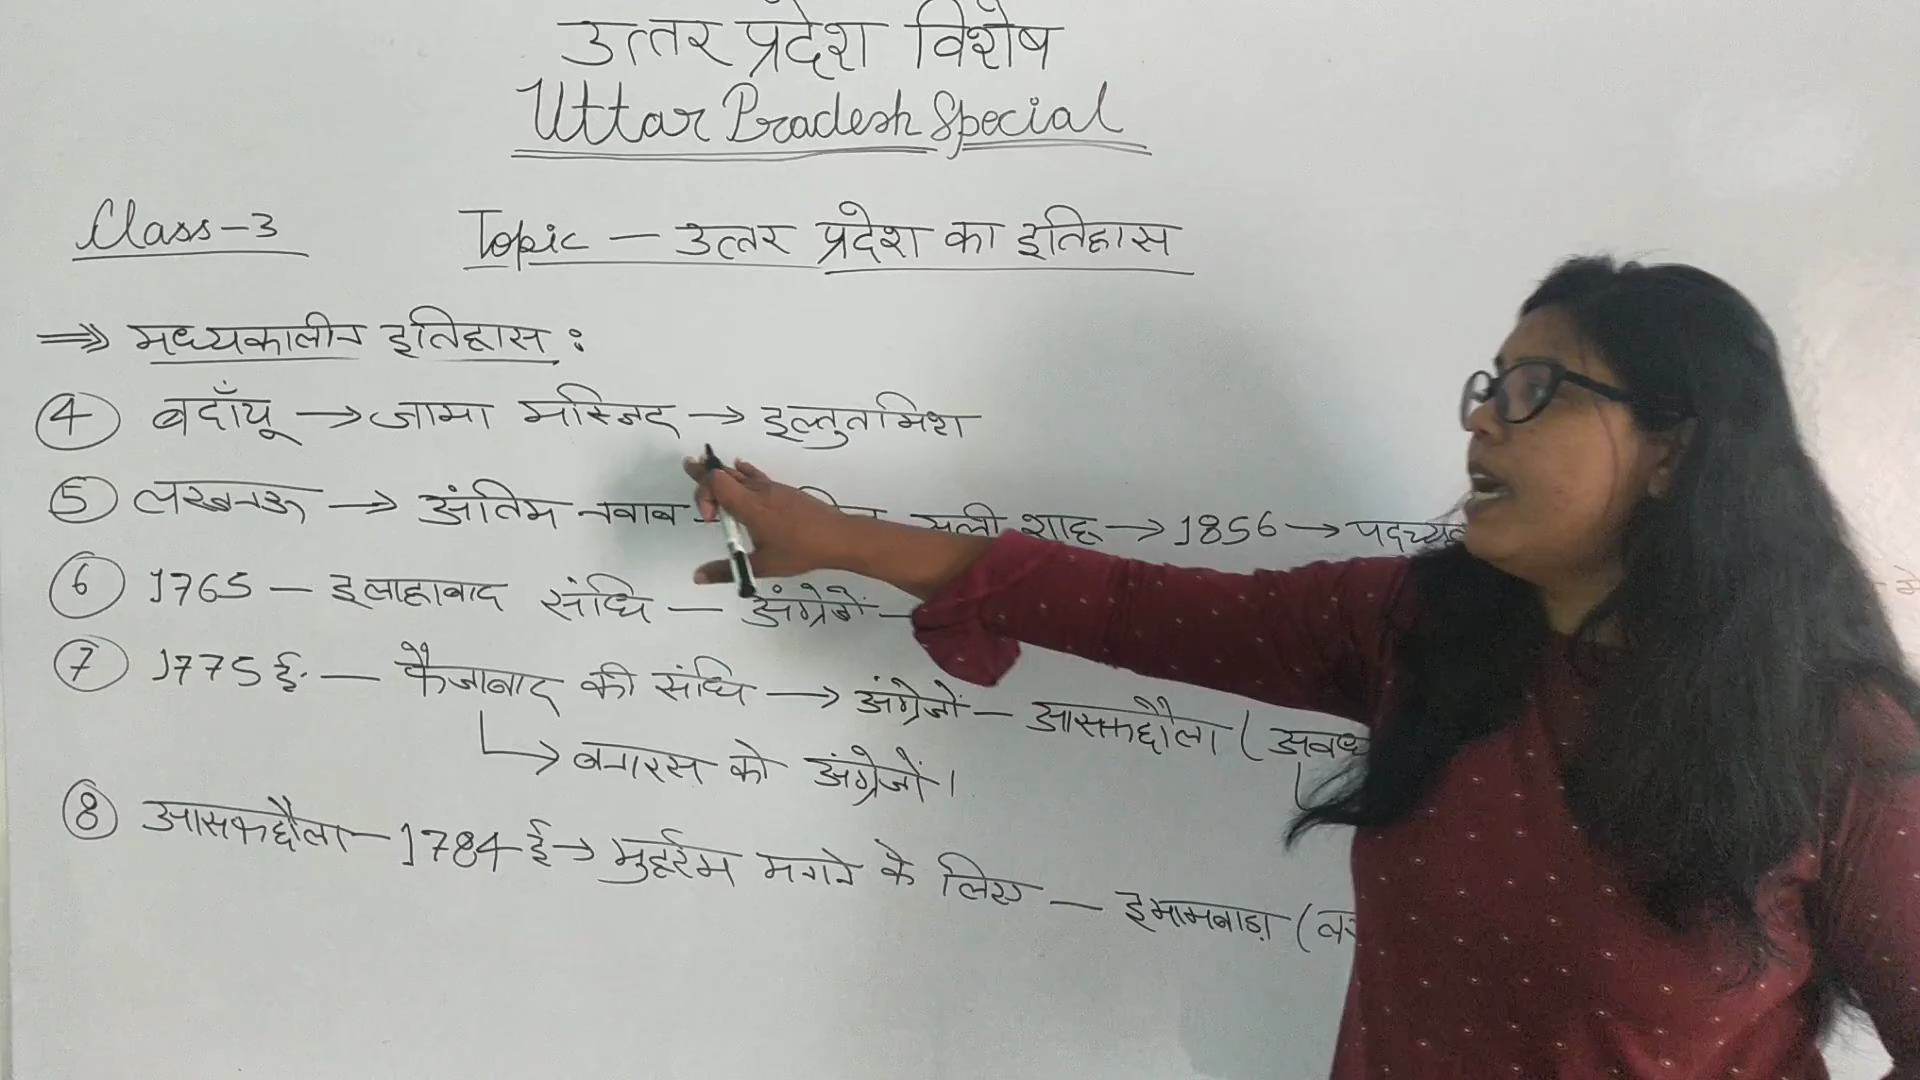 उत्तर प्रदेश विशेष
Uttar Pradesh Special
Class-3 Topic - उत्तर प्रदेश का इतिहास
⇒ मध्यकालीन इतिहास :
④ बदाँयू → जामा मस्जिद → इल्तुतमिश
⑤ लखनऊ → अंतिम नवाब - अली शाह → 1856 →
⑥ 1765 - इलाहाबाद संधि - अंग्रेजों -
⑦ 1775 ई. - फैजाबाद की संधि → अंग्रेजों - आसफद्दौला ( अवध
↳ बनारस को अंग्रेजों।
⑧ आसफद्दौला - 1784 ई → मुहर्रम मनाने के लिए - इमामबाडा़ (